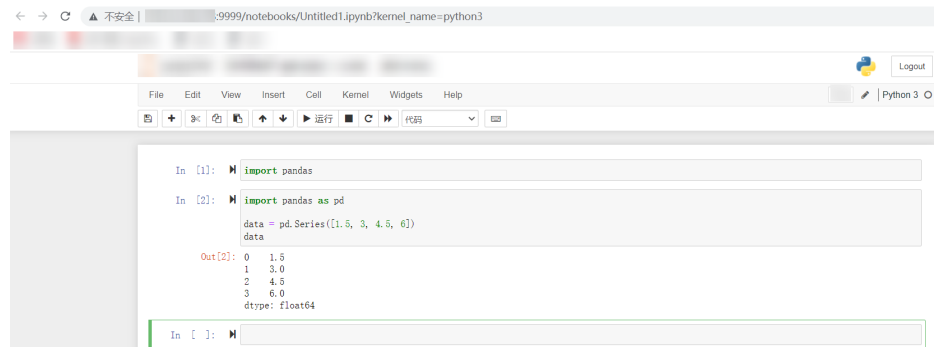 不安全 | :9999/notebooks/Untitled1.ipynb?kernel_name=python3
Logout
File Edit View Insert Cell Kernel Widgets Help
Python 3
运行 代码
In [1]: import pandas
In [2]: import pandas as pd
data = pd.Series([1.5, 3, 4.5, 6])
data
Out[2]: 0 1.5
1 3.0
2 4.5
3 6.0
dtype: float64
In [ ]: